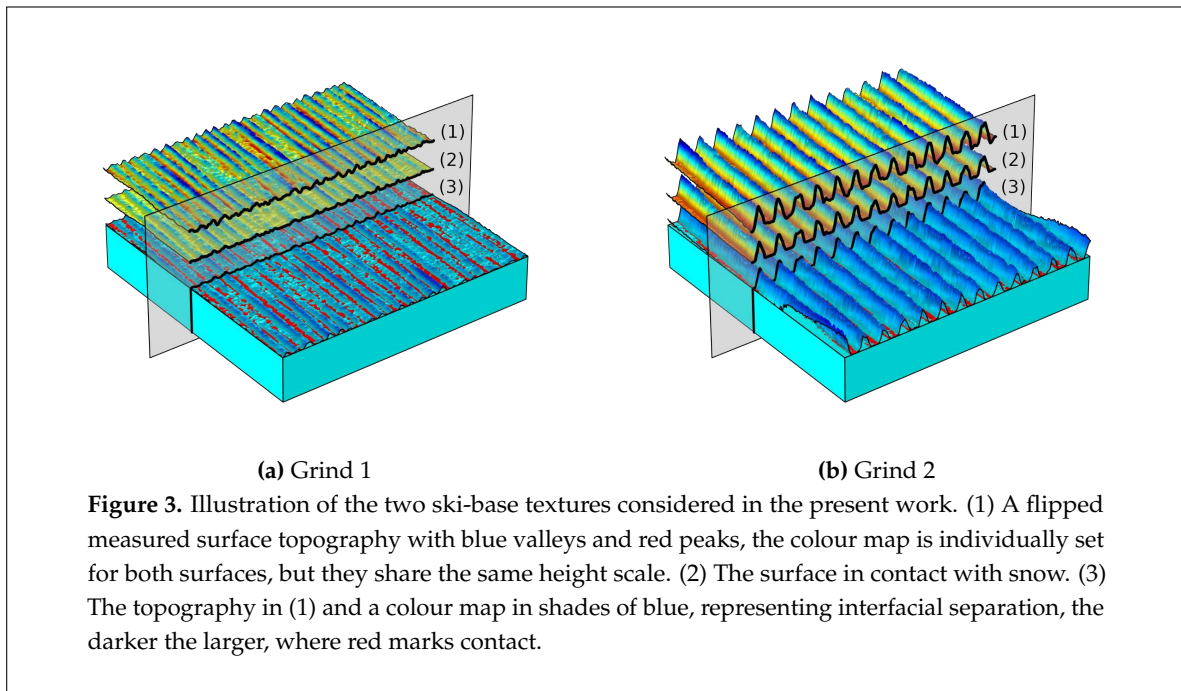 (1)
(2)
(3)
(1)
(2)
(3)
(a) Grind 1
(b) Grind 2
Figure 3. Illustration of the two ski-base textures considered in the present work. (1) A flipped
measured surface topography with blue valleys and red peaks, the colour map is individually set
for both surfaces, but they share the same height scale. (2) The surface in contact with snow. (3)
The topography in (1) and a colour map in shades of blue, representing interfacial separation, the
darker the larger, where red marks contact.